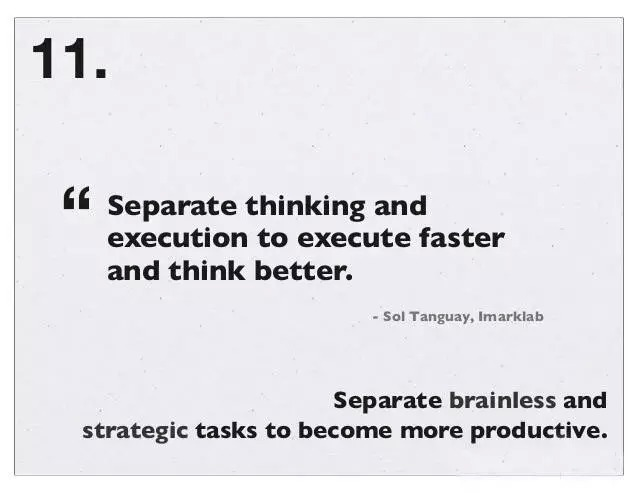 11.
“ Separate thinking and
execution to execute faster
and think better.
- Sol Tanguay, Imarklab
Separate brainless and
strategic tasks to become more productive.